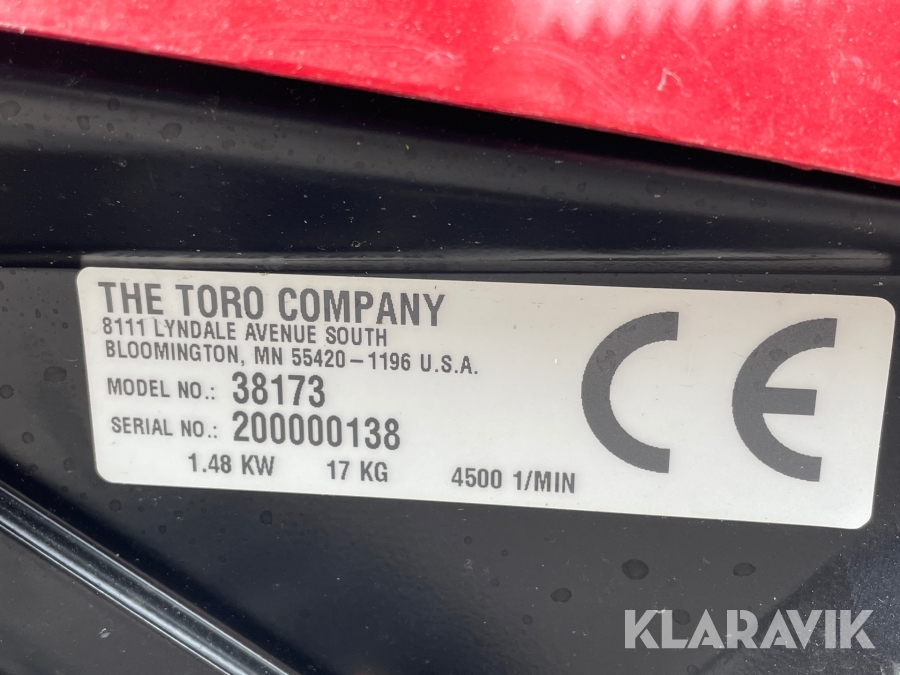 THE TORO COMPANY
8111 LYNDALE AVENUE SOUTH
BLOOMINGTON, MN 55420-1196 U.S.A.
MODEL NO.: 38173
SERIAL NO.: 200000138
1.48 KW 17 KG 4500 1/MIN
CE
KLARAVIK